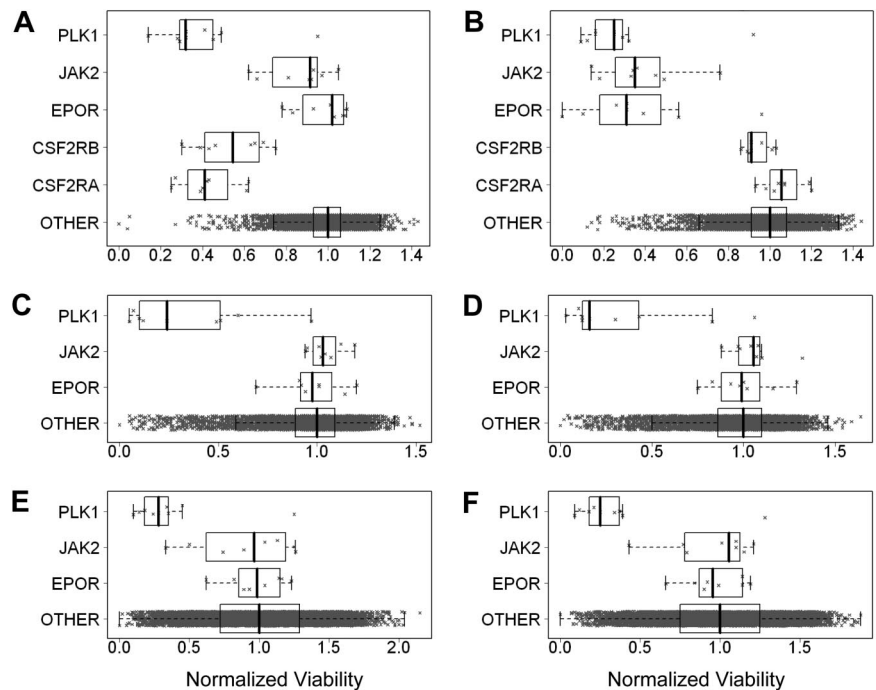 A
PLK1
JAK2
EPOR
CSF2RB
CSF2RA
OTHER
0.0 0.2 0.4 0.6 0.8 1.0 1.2 1.4
B
PLK1
JAK2
EPOR
CSF2RB
CSF2RA
OTHER
0.0 0.2 0.4 0.6 0.8 1.0 1.2 1.4
C
PLK1
JAK2
EPOR
OTHER
0.0 0.5 1.0 1.5
D
PLK1
JAK2
EPOR
OTHER
0.0 0.5 1.0 1.5
E
PLK1
JAK2
EPOR
OTHER
0.0 0.5 1.0 1.5 2.0
Normalized Viability
F
PLK1
JAK2
EPOR
OTHER
0.0 0.5 1.0 1.5
Normalized Viability